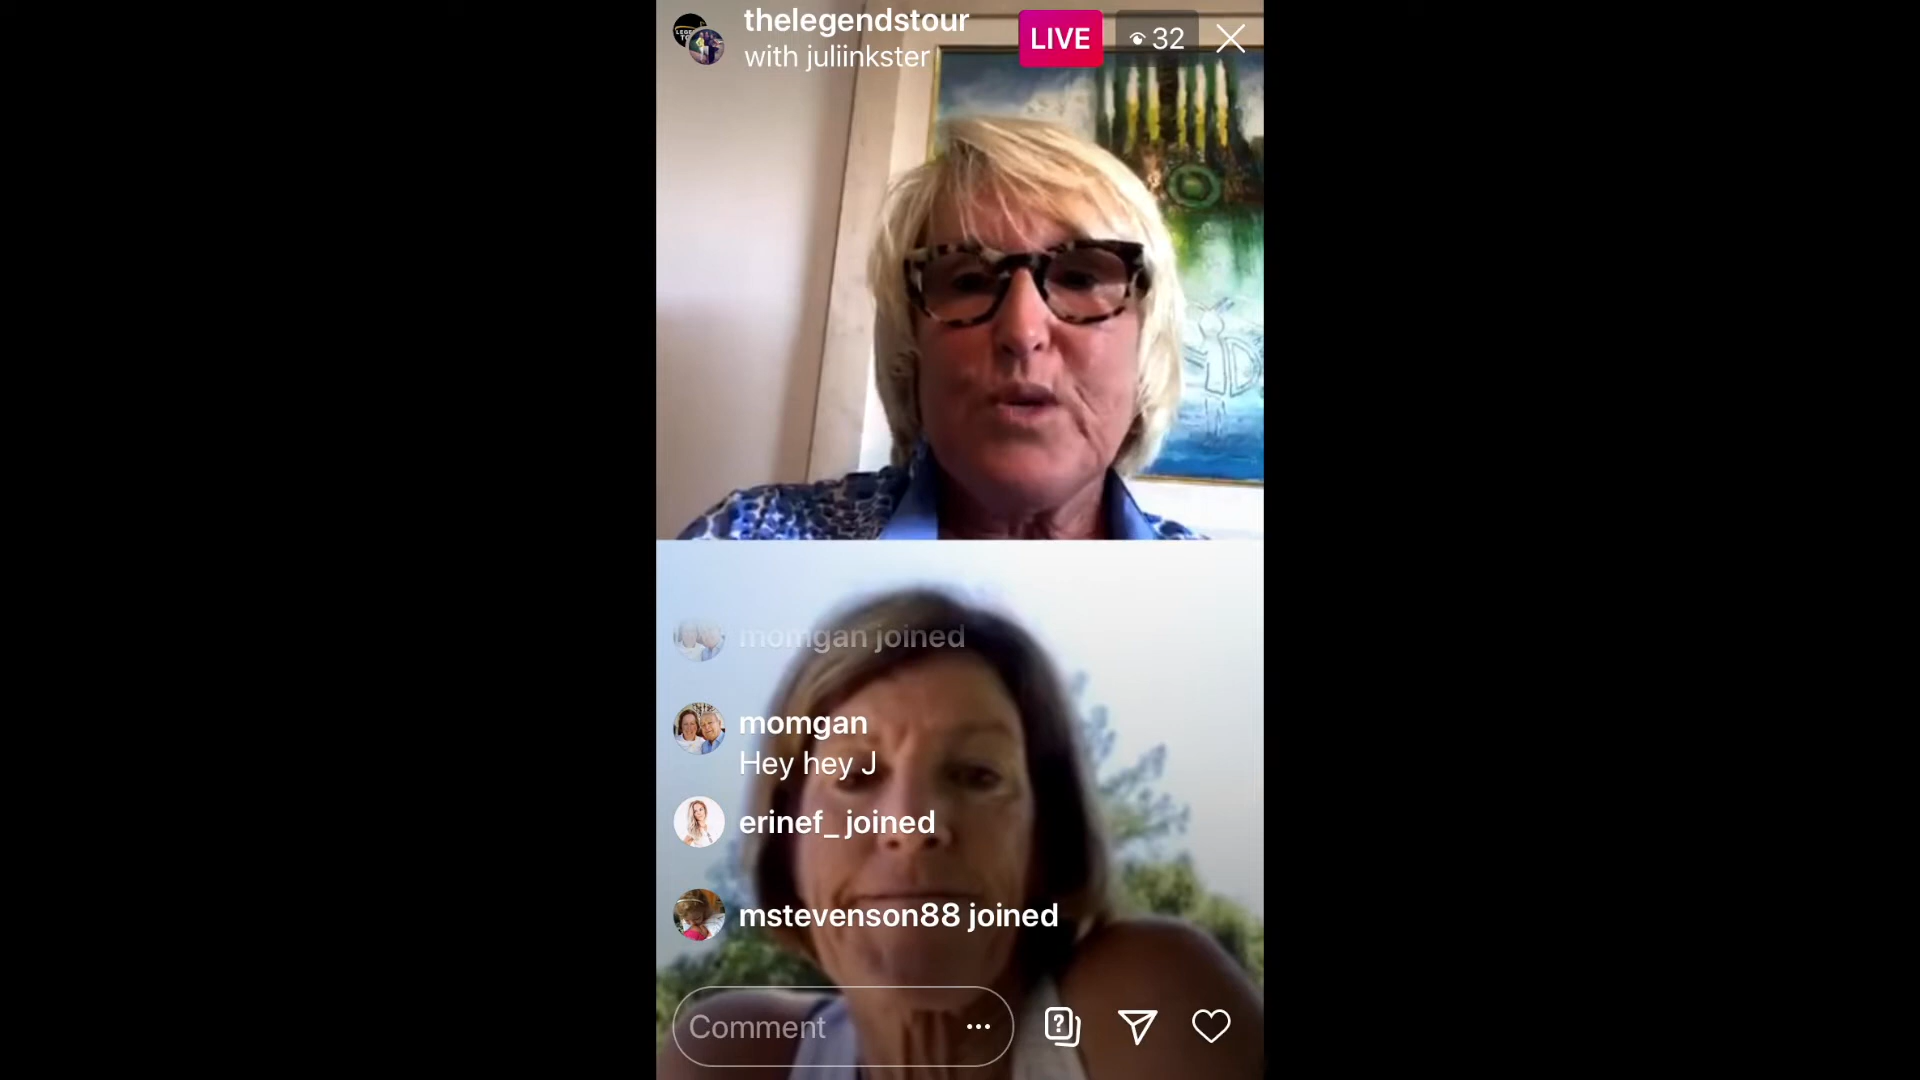 thelegendstour
with juliinkster
LIVE
32
momgan joined
momgan
Hey hey J
erinef_ joined
mstevenson88 joined
Comment